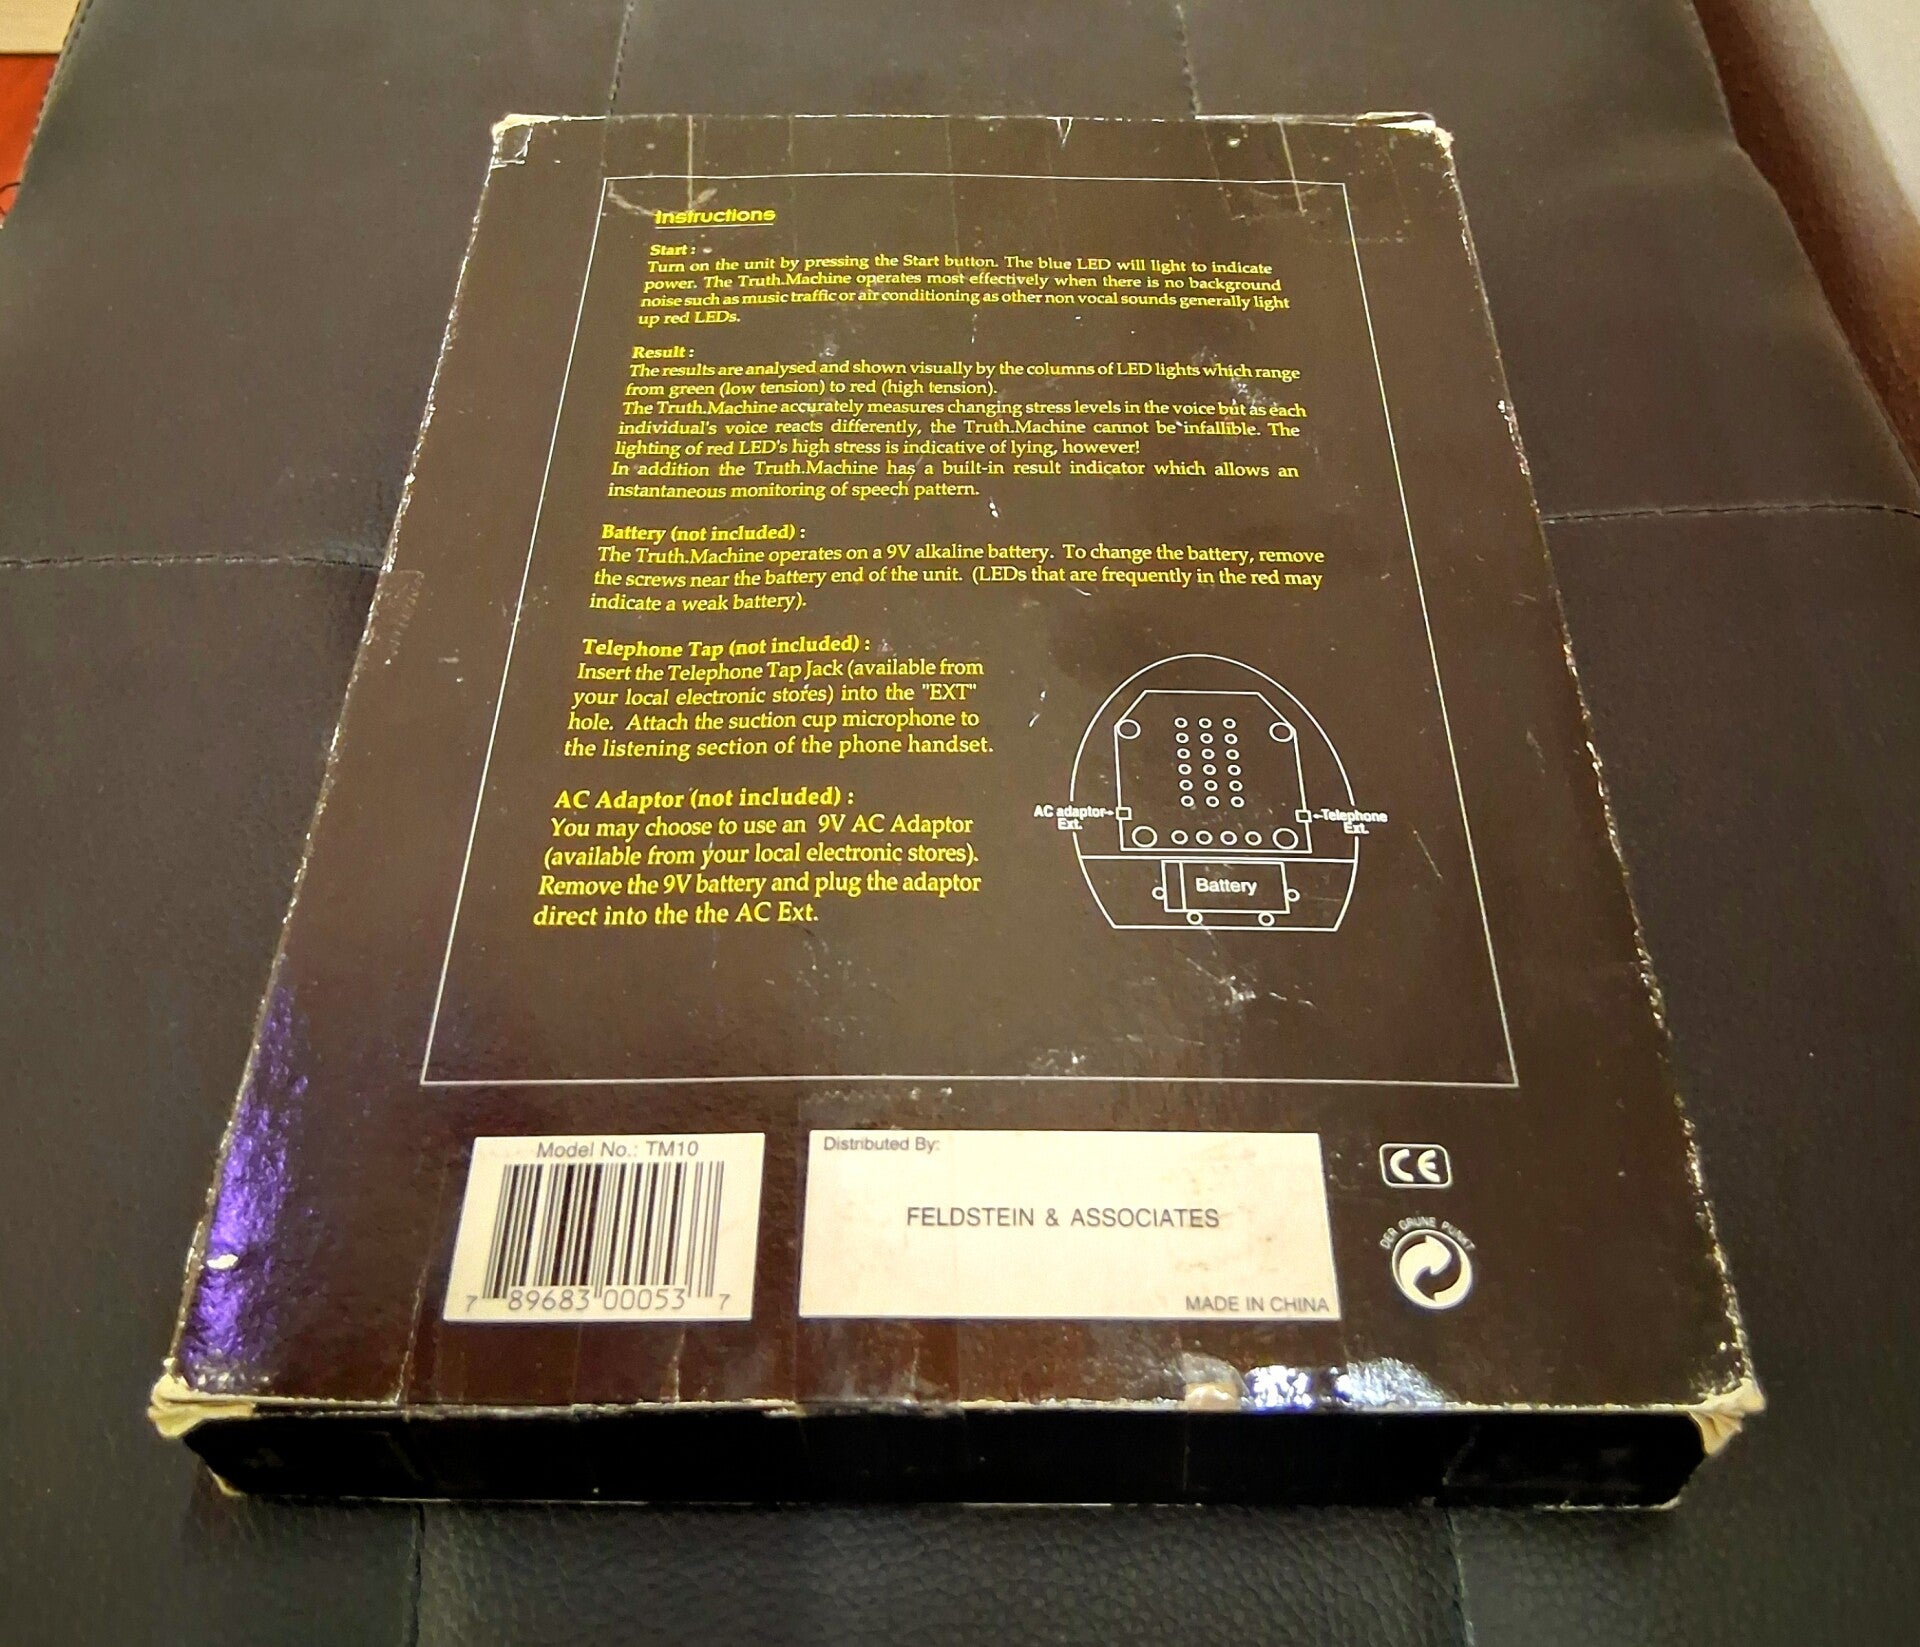 Instructions
Start :
Turn on the unit by pressing the Start button. The blue LED will light to indicate
power. The Truth.Machine operates most effectively when there is no background
noise such as music traffic or air conditioning as other non vocal sounds generally light
up red LEDs.
Result :
The results are analysed and shown visually by the columns of LED lights which range
from green (low tension) to red (high tension).
The Truth.Machine accurately measures changing stress levels in the voice but as each
individual's voice reacts differently, the Truth.Machine cannot be infallible. The
lighting of red LED's high stress is indicative of lying, however!
In addition the Truth.Machine has a built-in result indicator which allows an
instantaneous monitoring of speech pattern.
Battery (not included) :
The Truth.Machine operates on a 9V alkaline battery. To change the battery, remove
the screws near the battery end of the unit. (LEDs that are frequently in the red may
indicate a weak battery).
Telephone Tap (not included) :
Insert the Telephone Tap Jack (available from
your local electronic stores) into the "EXT"
hole. Attach the suction cup microphone to
the listening section of the phone handset.
AC Adaptor (not included) :
You may choose to use an 9V AC Adaptor
(available from your local electronic stores).
Remove the 9V battery and plug the adaptor
direct into the the AC Ext.
AC adaptor
Ext.
Telephone
Ext.
Battery
Model No.: TM10
7 89683 00053 7
Distributed By:
FELDSTEIN & ASSOCIATES
MADE IN CHINA
CE
DER GRÜNE PUNKT